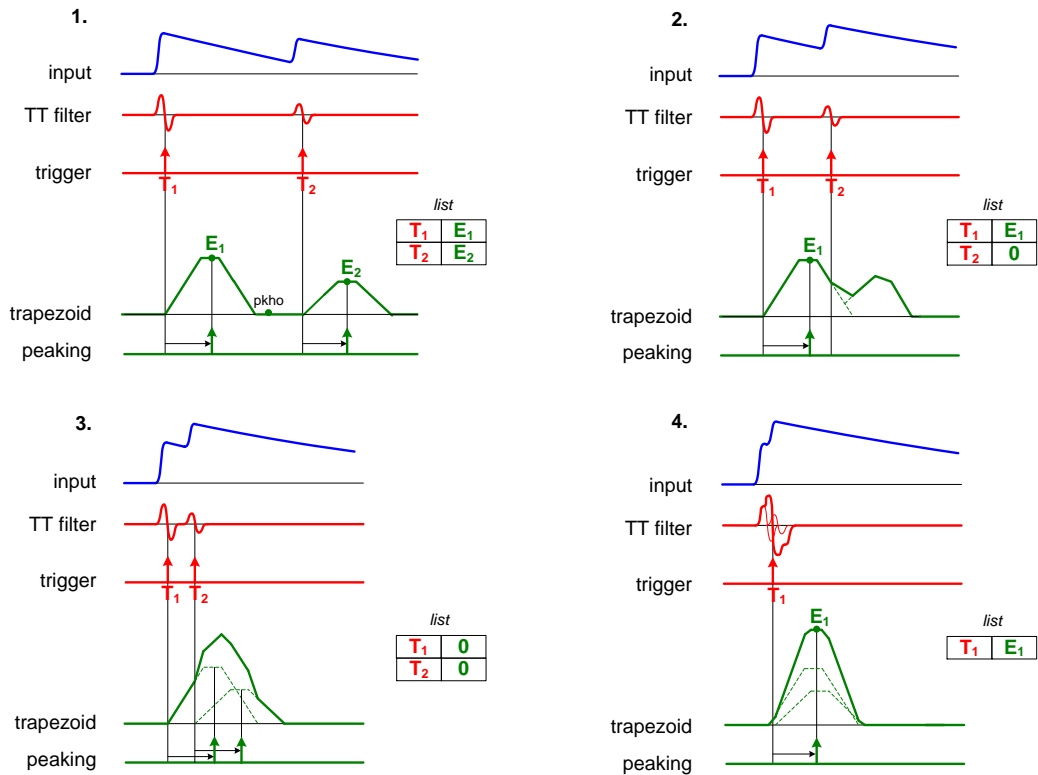 1.
input
TT filter
trigger
T1
T2
list
T1 E1
T2 E2
E1
E2
pkho
trapezoid
peaking
2.
input
TT filter
trigger
T1
T2
list
T1 E1
T2 0
E1
trapezoid
peaking
3.
input
TT filter
trigger
T1
T2
list
T1 0
T2 0
trapezoid
peaking
4.
input
TT filter
trigger
T1
list
T1 E1
E1
trapezoid
peaking